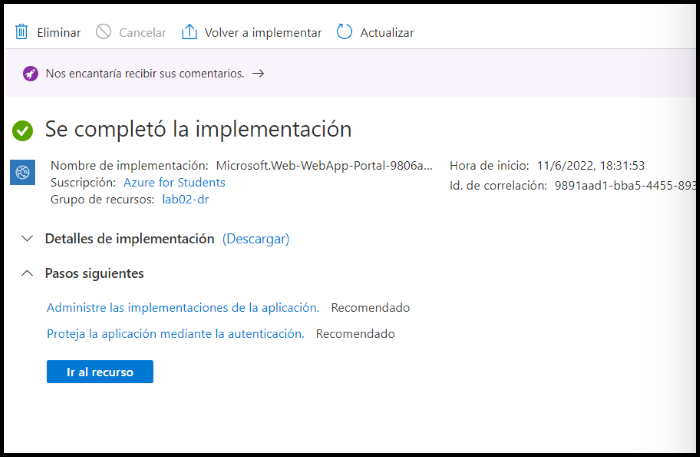 Eliminar Cancelar Volver a implementar Actualizar
Nos encantaría recibir sus comentarios. →
Se completó la implementación
Nombre de implementación: Microsoft.Web-WebApp-Portal-9806a... Hora de inicio: 11/6/2022, 18:31:53
Suscripción: Azure for Students Id. de correlación: 9891aad1-bba5-4455-893
Grupo de recursos: lab02-dr
Detalles de implementación (Descargar)
Pasos siguientes
Administre las implementaciones de la aplicación. Recomendado
Proteja la aplicación mediante la autenticación. Recomendado
Ir al recurso